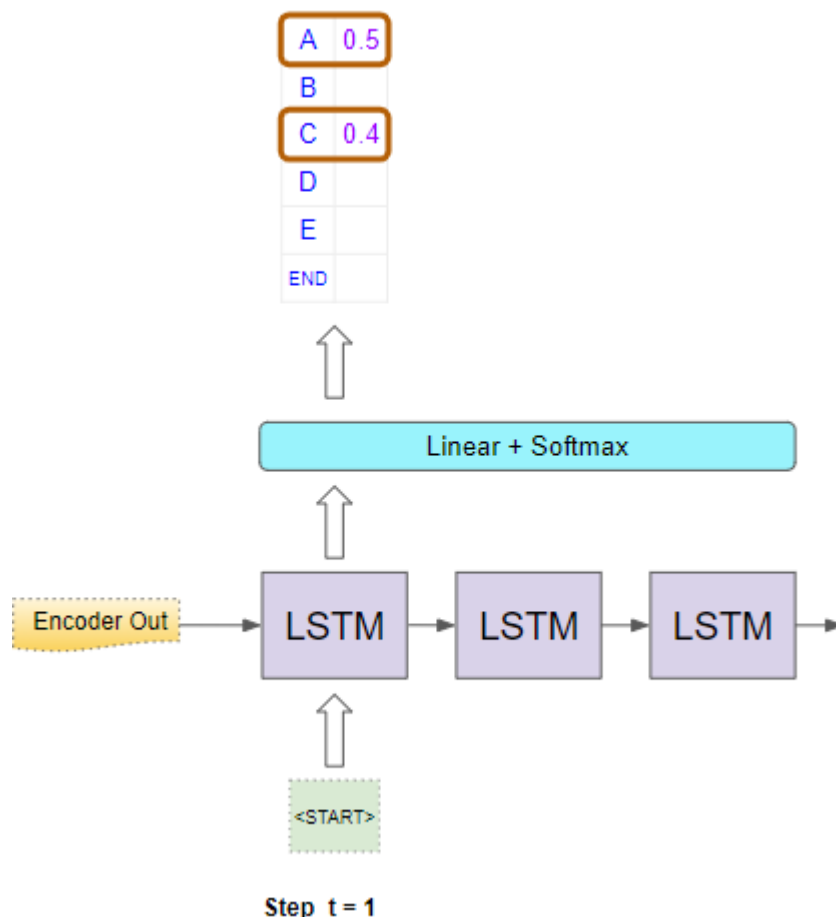 A 0.5
B
C 0.4
D
E
END
Linear + Softmax
Encoder Out
LSTM
LSTM
LSTM
<START>
Step t = 1